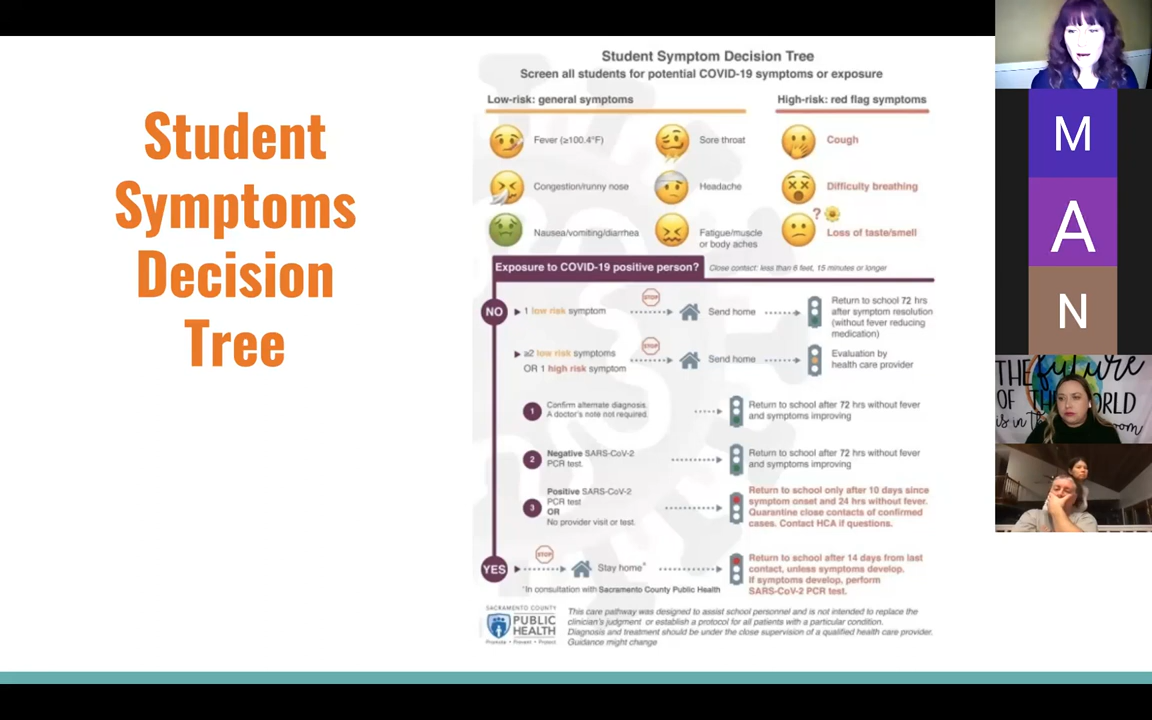 Student
Symptoms
Decision
Tree
Student Symptom Decision Tree
Screen all students for potential COVID-19 symptoms or exposure
Low-risk: general symptoms
High-risk: red flag symptoms
Fever (≥100.4°F)
Sore throat
Cough
Congestion/runny nose
Headache
Difficulty breathing
Nausea/vomiting/diarrhea
Fatigue/muscle
or body aches
?
Loss of taste/smell
Exposure to COVID-19 positive person?
Close contact: less than 6 feet, 15 minutes or longer
NO
1 low risk symptom
STOP
Send home
Return to school 72 hrs
after symptom resolution
(without fever reducing
medication)
≥2 low risk symptoms
OR 1 high risk symptom
STOP
Send home
Evaluation by
health care provider
1
Confirm alternate diagnosis.
A doctor's note not required.
Return to school after 72 hrs without fever
and symptoms improving
2
Negative SARS-CoV-2
PCR test.
Return to school after 72 hrs without fever
and symptoms improving
3
Positive SARS-CoV-2
PCR test
OR
No provider visit or test.
Return to school only after 10 days since
symptom onset and 24 hrs without fever.
Quarantine close contacts of confirmed
cases. Contact HCA if questions.
YES
STOP
Stay home*
Return to school after 14 days from last
contact, unless symptoms develop.
If symptoms develop, perform
SARS-CoV-2 PCR test.
*In consultation with Sacramento County Public Health
SACRAMENTO COUNTY
PUBLIC
HEALTH
Promote · Prevent · Protect
This care pathway was designed to assist school personnel and is not intended to replace the
clinician's judgment or establish a protocol for all patients with a particular condition.
Diagnosis and treatment should be under the close supervision of a qualified health care provider.
Guidance might change
M
A
N
THE future
OF THE WORLD
is in th
room